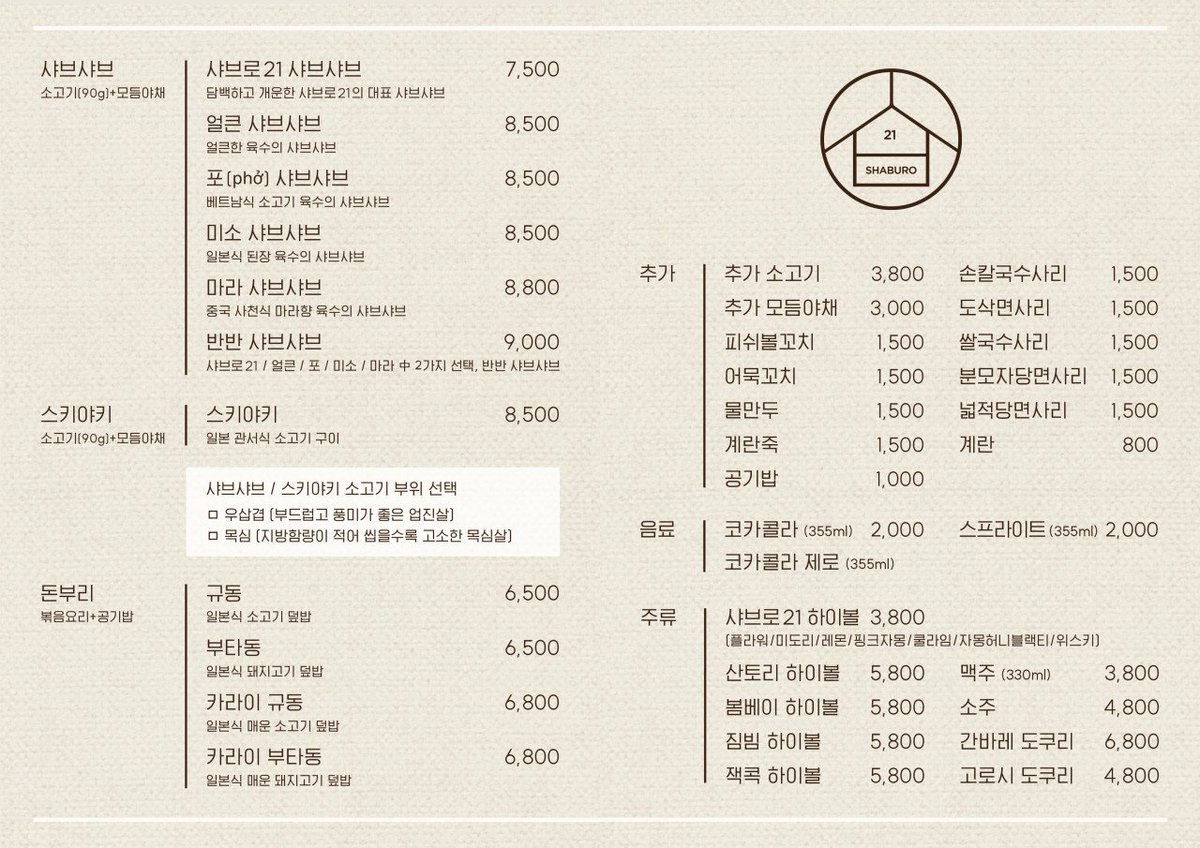 샤브샤브
소고기(90g)+모듬야채
샤브로21 샤브샤브 7,500
담백하고 개운한 샤브로21의 대표 샤브샤브
얼큰 샤브샤브 8,500
얼큰한 육수의 샤브샤브
포(phở) 샤브샤브 8,500
베트남식 소고기 육수의 샤브샤브
미소 샤브샤브 8,500
일본식 된장 육수의 샤브샤브
마라 샤브샤브 8,800
중국 사천식 마라향 육수의 샤브샤브
반반 샤브샤브 9,000
샤브로21 / 얼큰 / 포 / 미소 / 마라 中 2가지 선택, 반반 샤브샤브
스키야키
소고기(90g)+모듬야채
스키야키 8,500
일본 관서식 소고기 구이
샤브샤브 / 스키야키 소고기 부위 선택
ㅁ 우삼겹 (부드럽고 풍미가 좋은 업진살)
ㅁ 목심 (지방함량이 적어 씹을수록 고소한 목심살)
돈부리
볶음요리+공기밥
규동 6,500
일본식 소고기 덮밥
부타동 6,500
일본식 돼지고기 덮밥
카라이 규동 6,800
일본식 매운 소고기 덮밥
카라이 부타동 6,800
일본식 매운 돼지고기 덮밥
21
SHABURO
추가
추가 소고기 3,800 손칼국수사리 1,500
추가 모듬야채 3,000 도삭면사리 1,500
피쉬볼꼬치 1,500 쌀국수사리 1,500
어묵꼬치 1,500 분모자당면사리 1,500
물만두 1,500 넓적당면사리 1,500
계란죽 1,500 계란 800
공기밥 1,000
음료
코카콜라 (355ml) 2,000 스프라이트(355ml) 2,000
코카콜라 제로 (355ml)
주류
샤브로21 하이볼 3,800
(플라워/미도리/레몬/핑크자몽/쿨라임/자몽허니블랙티/위스키)
산토리 하이볼 5,800 맥주 (330ml) 3,800
봄베이 하이볼 5,800 소주 4,800
짐빔 하이볼 5,800 간바레 도쿠리 6,800
잭콕 하이볼 5,800 고로시 도쿠리 4,800